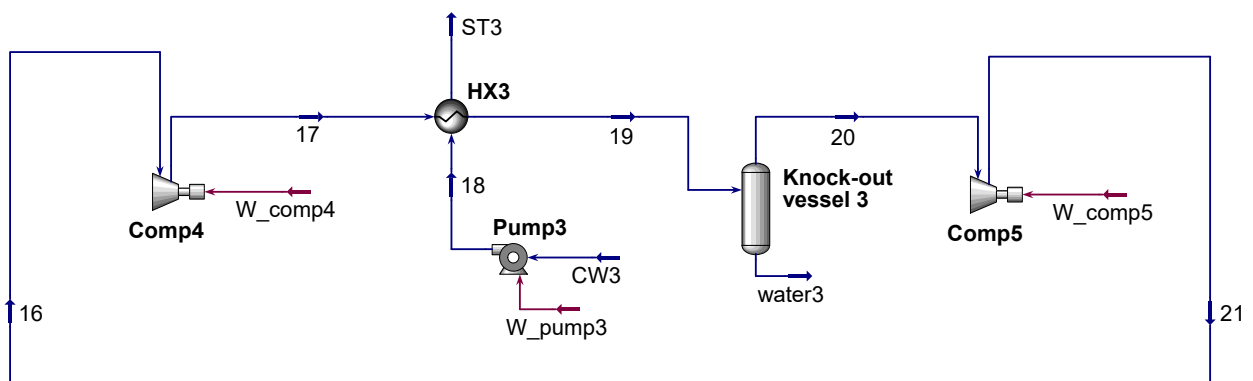 ST3
HX3
17
19
20
Knock-out
vessel 3
18
W_comp4
W_comp5
Comp4
Pump3
Comp5
CW3
water3
16
21
W_pump3